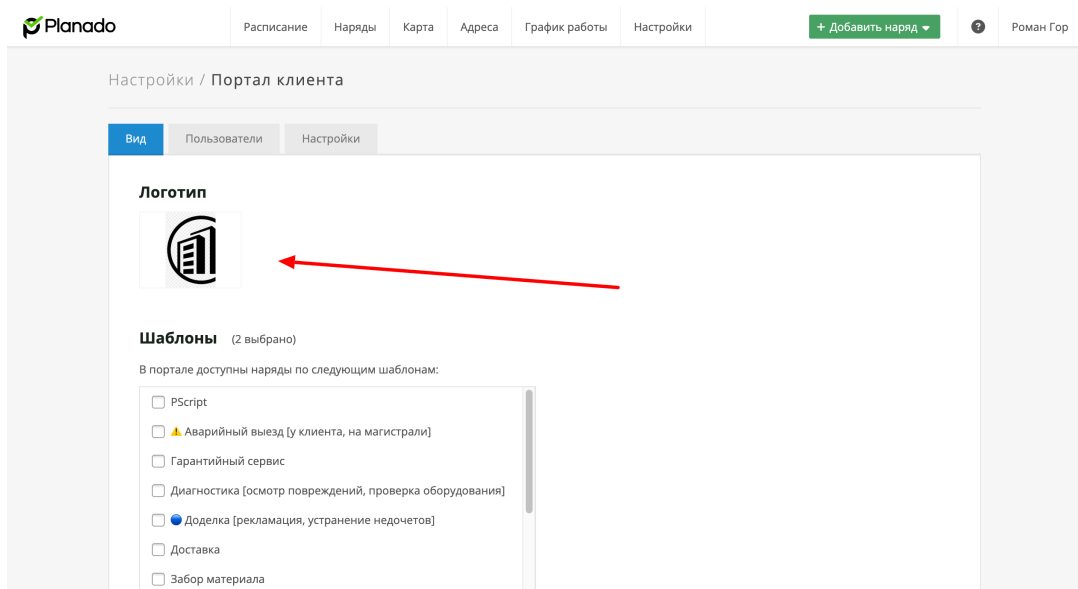 Planado
Расписание Наряды Карта Адреса График работы Настройки + Добавить наряд ? Роман Гор
Настройки / Портал клиента
Вид Пользователи Настройки
Логотип
Шаблоны (2 выбрано)
В портале доступны наряды по следующим шаблонам:
PScript
Аварийный выезд [у клиента, на магистрали]
Гарантийный сервис
Диагностика [осмотр повреждений, проверка оборудования]
Доделка [рекламация, устранение недочетов]
Доставка
Забор материала